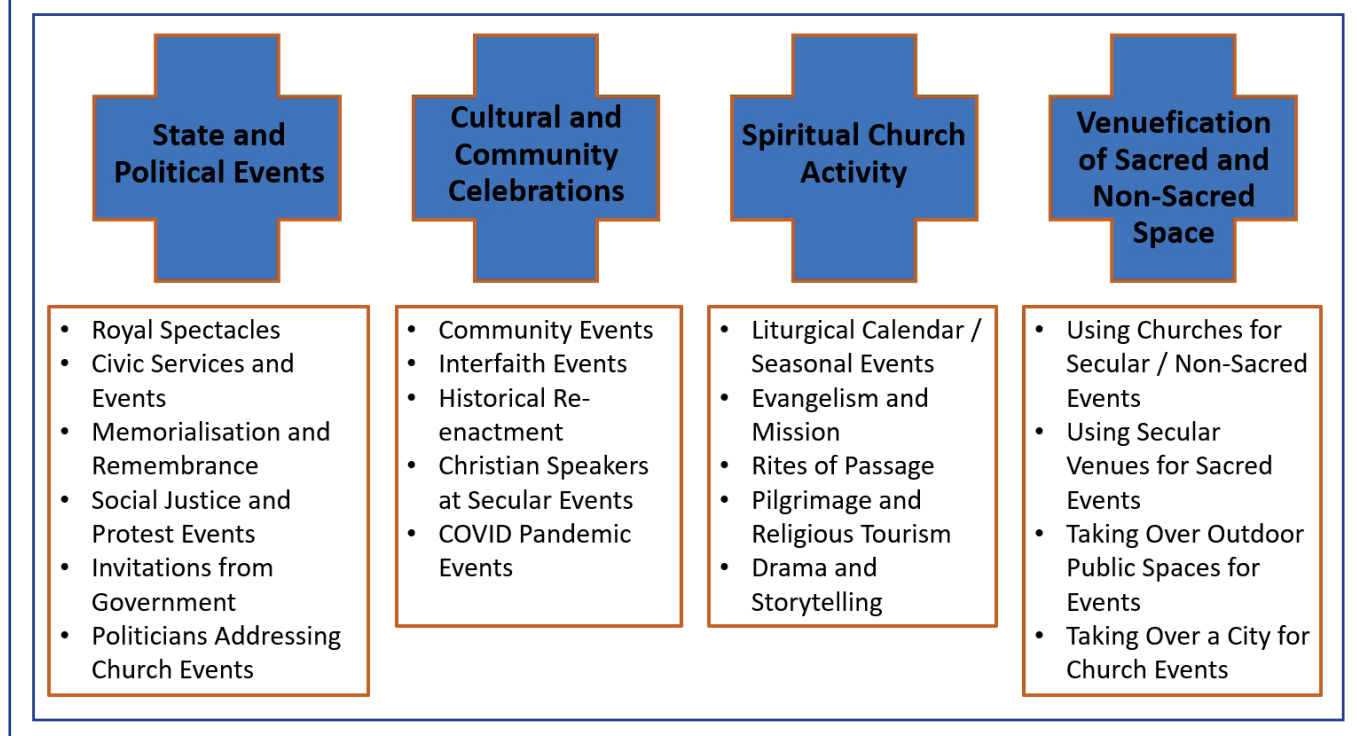 State and
Political Events
Cultural and
Community
Celebrations
Spiritual Church
Activity
Venuefication
of Sacred and
Non-Sacred
Space
• Royal Spectacles
• Civic Services and
Events
• Memorialisation and
Remembrance
• Social Justice and
Protest Events
• Invitations from
Government
• Politicians Addressing
Church Events
• Community Events
• Interfaith Events
• Historical Re-
enactment
• Christian Speakers
at Secular Events
• COVID Pandemic
Events
• Liturgical Calendar /
Seasonal Events
• Evangelism and
Mission
• Rites of Passage
• Pilgrimage and
Religious Tourism
• Drama and
Storytelling
• Using Churches for
Secular / Non-Sacred
Events
• Using Secular
Venues for Sacred
Events
• Taking Over Outdoor
Public Spaces for
Events
• Taking Over a City for
Church Events